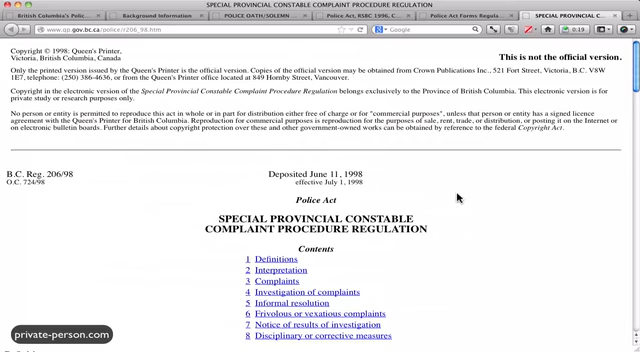 SPECIAL PROVINCIAL CONSTABLE COMPLAINT PROCEDURE REGULATION
British Columbia's Polic...
Background Information
POLICE OATH/SOLEMN ...
Police Act, RSBC 1996, C...
Police Act Forms Regula...
SPECIAL PROVINCIAL C...
www.qp.gov.bc.ca/police/r206_98.htm
Google
0:19
Copyright © 1998: Queen's Printer,
Victoria, British Columbia, Canada
This is not the official version.
Only the printed version issued by the Queen's Printer is the official version. Copies of the official version may be obtained from Crown Publications Inc., 521 Fort Street, Victoria, B.C. V8W
1E7, telephone: (250) 386-4636, or from the Queen's Printer office located at 849 Hornby Street, Vancouver.
Copyright in the electronic version of the Special Provincial Constable Complaint Procedure Regulation belongs exclusively to the Province of British Columbia. This electronic version is for
private study or research purposes only.
No person or entity is permitted to reproduce this act in whole or in part for distribution either free of charge or for "commercial purposes", unless that person or entity has a signed licence
agreement with the Queen's Printer for British Columbia. Reproduction for commercial purposes is reproduction for the purposes of sale, rent, trade, or distribution, or posting it on the Internet or
on electronic bulletin boards. Further details about copyright protection over these and other government-owned works can be obtained by reference to the federal Copyright Act.
B.C. Reg. 206/98
O.C. 724/98
Deposited June 11, 1998
effective July 1, 1998
Police Act
SPECIAL PROVINCIAL CONSTABLE
COMPLAINT PROCEDURE REGULATION
Contents
1 Definitions
2 Interpretation
3 Complaints
4 Investigation of complaints
5 Informal resolution
6 Frivolous or vexatious complaints
7 Notice of results of investigation
8 Disciplinary or corrective measures
private-person.com